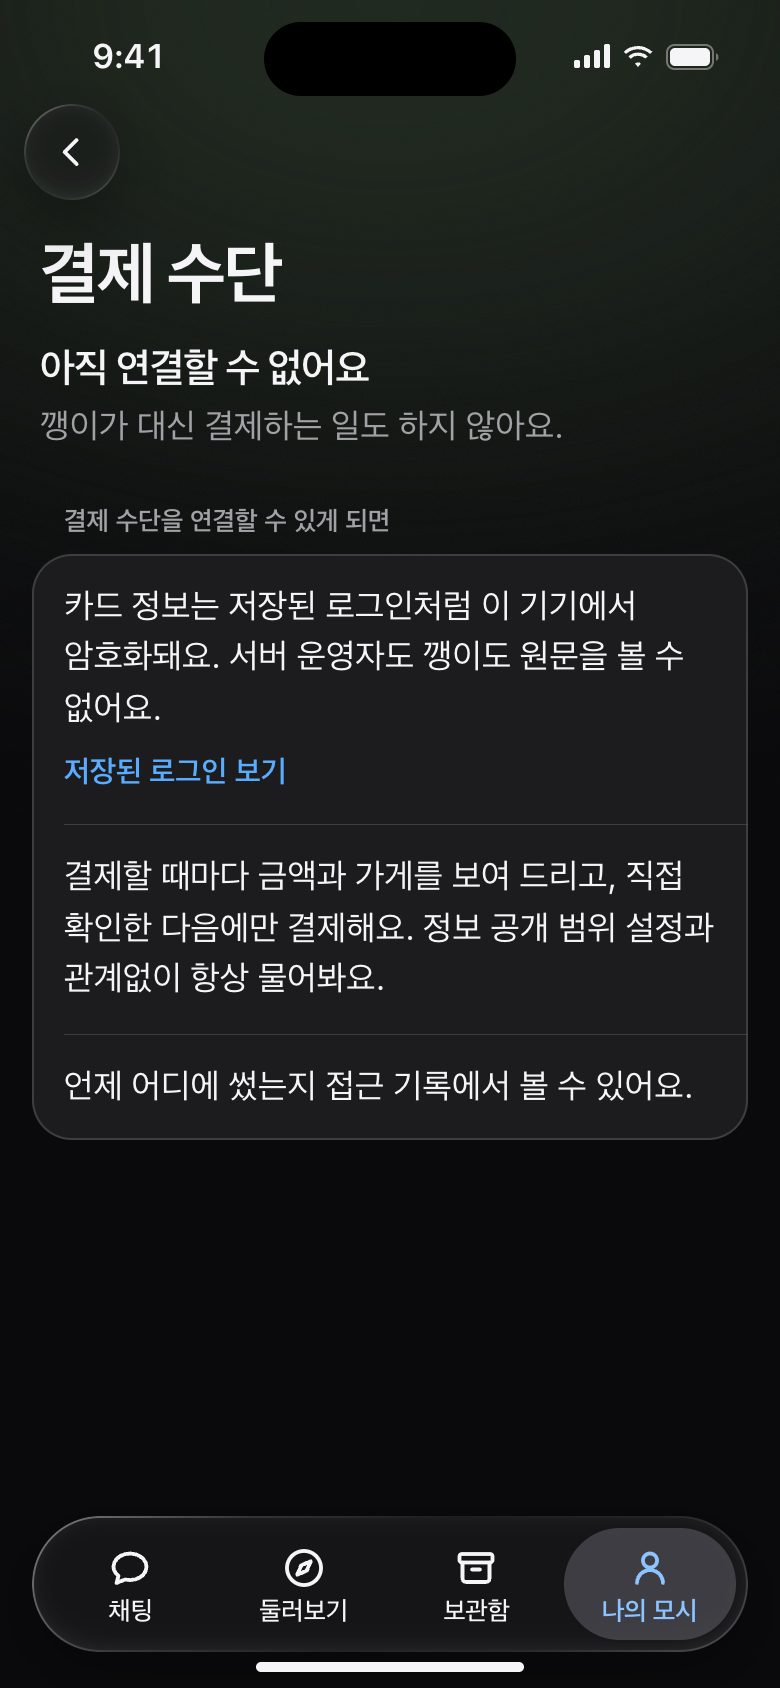 9:41
결제 수단
아직 연결할 수 없어요
깽이가 대신 결제하는 일도 하지 않아요.
결제 수단을 연결할 수 있게 되면
카드 정보는 저장된 로그인처럼 이 기기에서
암호화돼요. 서버 운영자도 깽이도 원문을 볼 수
없어요.
저장된 로그인 보기
결제할 때마다 금액과 가게를 보여 드리고, 직접
확인한 다음에만 결제해요. 정보 공개 범위 설정과
관계없이 항상 물어봐요.
언제 어디에 썼는지 접근 기록에서 볼 수 있어요.
채팅
둘러보기
보관함
나의 모시